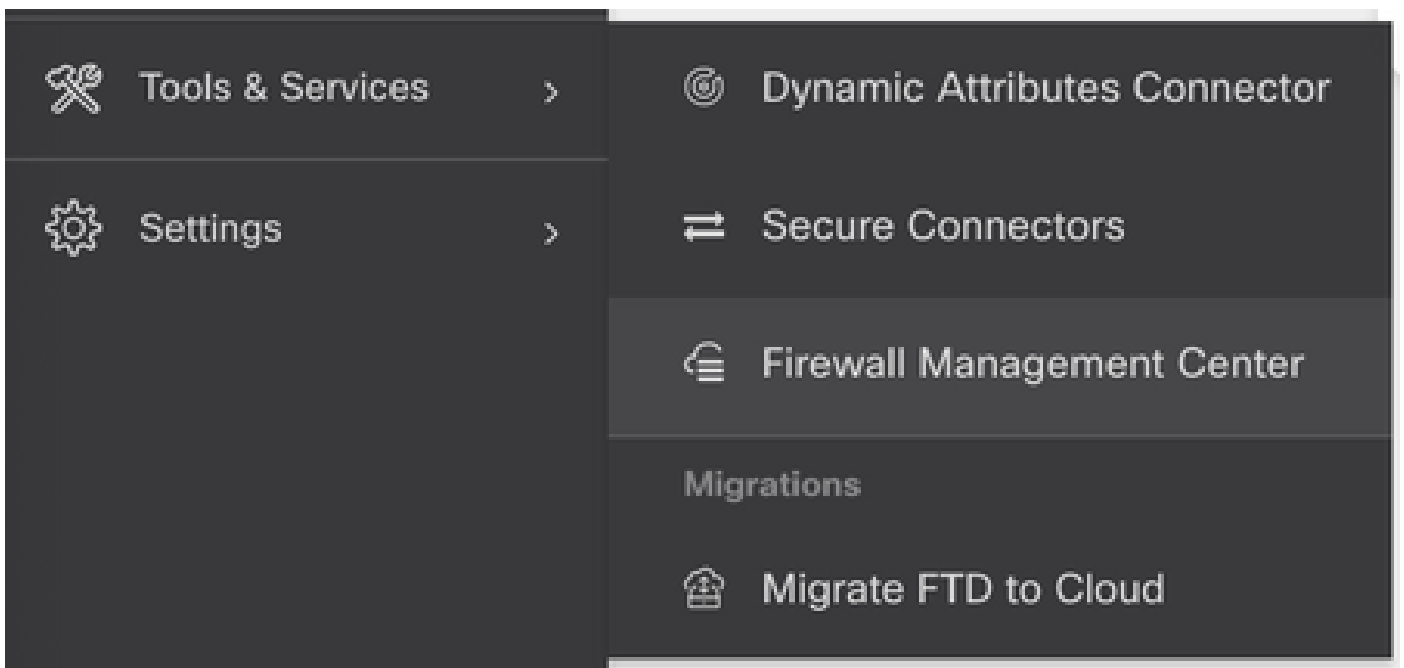 Tools & Services
Settings
Dynamic Attributes Connector
Secure Connectors
Firewall Management Center
Migrations
Migrate FTD to Cloud